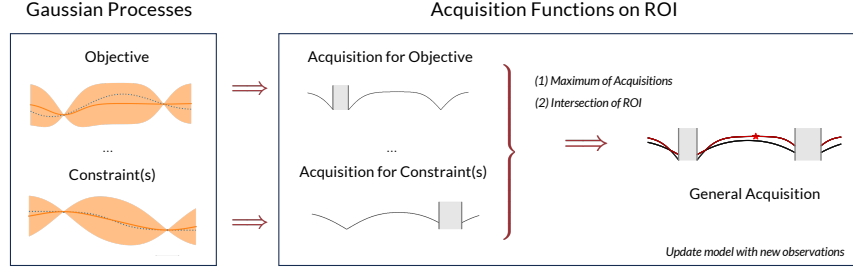 Gaussian Processes
Acquisition Functions on ROI
Objective
...
Constraint(s)
Acquisition for Objective
...
Acquisition for Constraint(s)
(1) Maximum of Acquisitions
(2) Intersection of ROI
General Acquisition
Update model with new observations